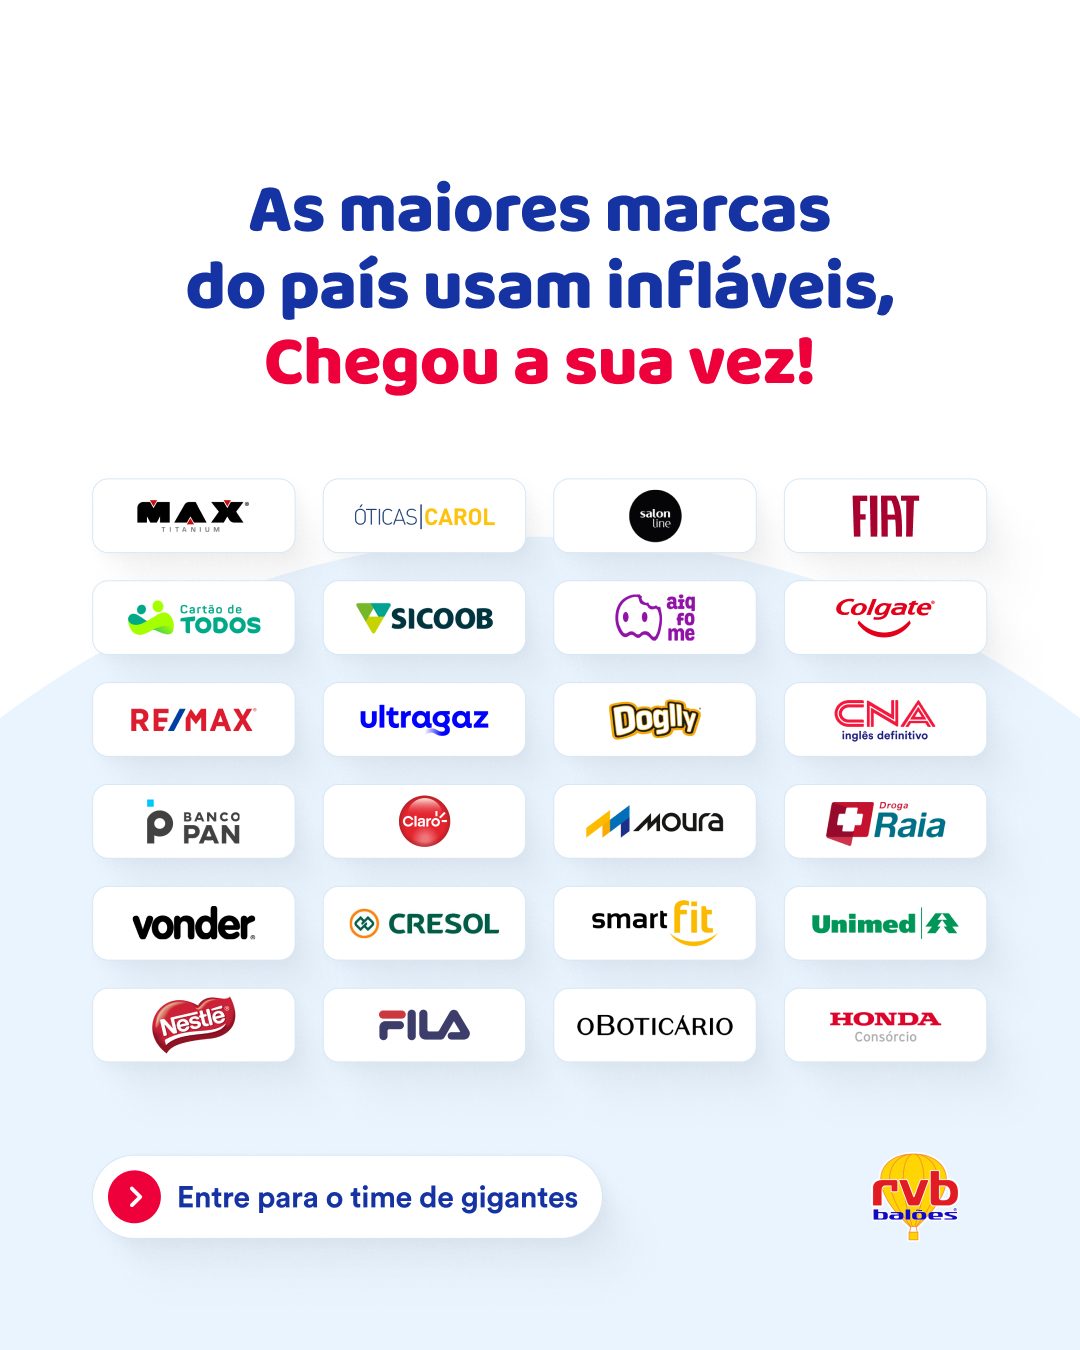 As maiores marcas
do país usam infláveis,
Chegou a sua vez!
MAX
TITANIUM
ÓTICAS CAROL
salon
line
FIAT
Cartão de
TODOS
SICOOB
aiq
fo
me
Colgate
RE/MAX
ultragaz
Doglly
CNA
inglês definitivo
BANCO
PAN
Claro
moura
Droga
Raia
vonder
CRESOL
smart fit
Unimed
Nestlé
FILA
oBOTICÁRIO
HONDA
Consórcio
Entre para o time de gigantes
rvb
balões